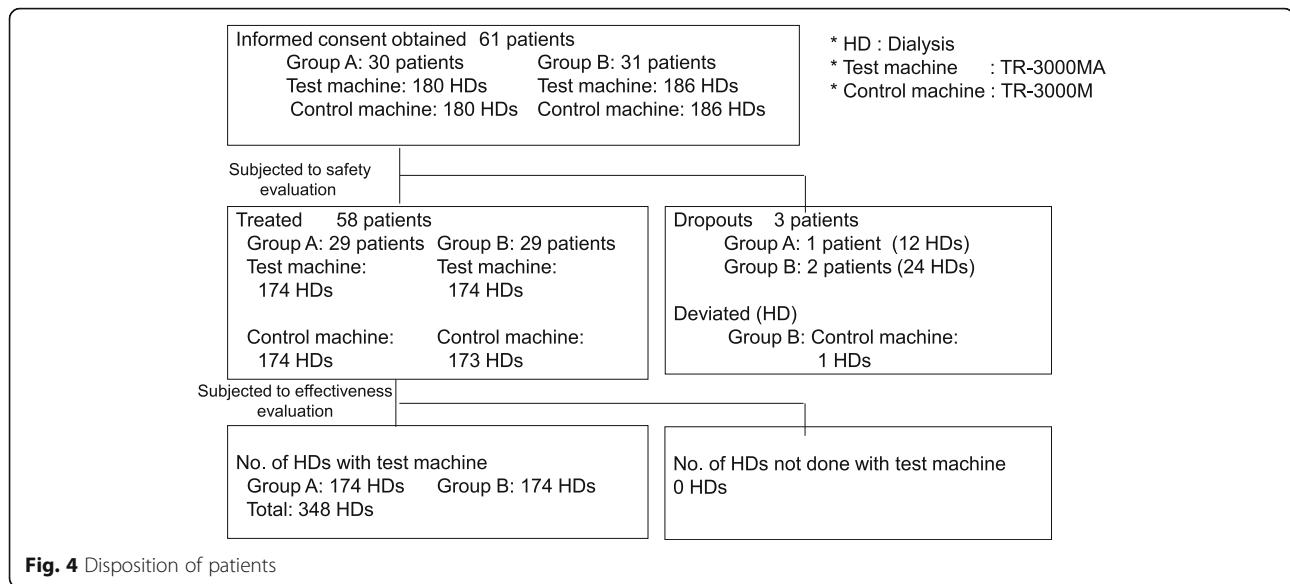 Informed consent obtained 61 patients
Group A: 30 patients Group B: 31 patients
Test machine: 180 HDs Test machine: 186 HDs
Control machine: 180 HDs Control machine: 186 HDs
* HD : Dialysis
* Test machine : TR-3000MA
* Control machine : TR-3000M
Subjected to safety
evaluation
Treated 58 patients
Group A: 29 patients Group B: 29 patients
Test machine: Test machine:
174 HDs 174 HDs
Control machine: Control machine:
174 HDs 173 HDs
Dropouts 3 patients
Group A: 1 patient (12 HDs)
Group B: 2 patients (24 HDs)
Deviated (HD)
Group B: Control machine:
1 HDs
Subjected to effectiveness
evaluation
No. of HDs with test machine
Group A: 174 HDs Group B: 174 HDs
Total: 348 HDs
No. of HDs not done with test machine
0 HDs
Fig. 4 Disposition of patients